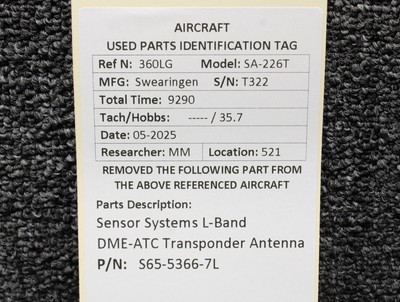 AIRCRAFT
USED PARTS IDENTIFICATION TAG
Ref N: 360LG Model: SA-226T
MFG: Swearingen S/N: T322
Total Time: 9290
Tach/Hobbs: ----- / 35.7
Date: 05-2025
Researcher: MM Location: 521
REMOVED THE FOLLOWING PART FROM
THE ABOVE REFERENCED AIRCRAFT
Parts Description:
Sensor Systems L-Band
DME-ATC Transponder Antenna
P/N: S65-5366-7L